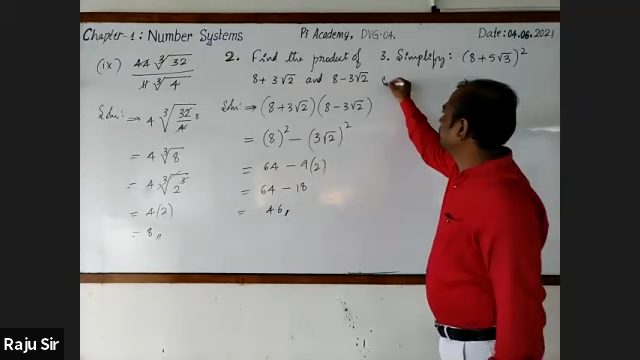 Chapter-1: Number Systems
Pi Academy, DVG-04.
Date: 04.06.2021
(ix) 44 ∛32 / 11 ∛4
Soln: ⇒ 4 ∛32/4 8
= 4 ∛8
= 4 × ∛2³
= 4(2)
= 8,,
2. Find the product of
8 + 3√2 and 8 - 3√2
Soln: ⇒ (8 + 3√2)(8 - 3√2)
= (8)² - (3√2)²
= 64 - 9(2)
= 64 - 18
= 46,,
3. Simplify: (8 + 5√3)²
Raju Sir